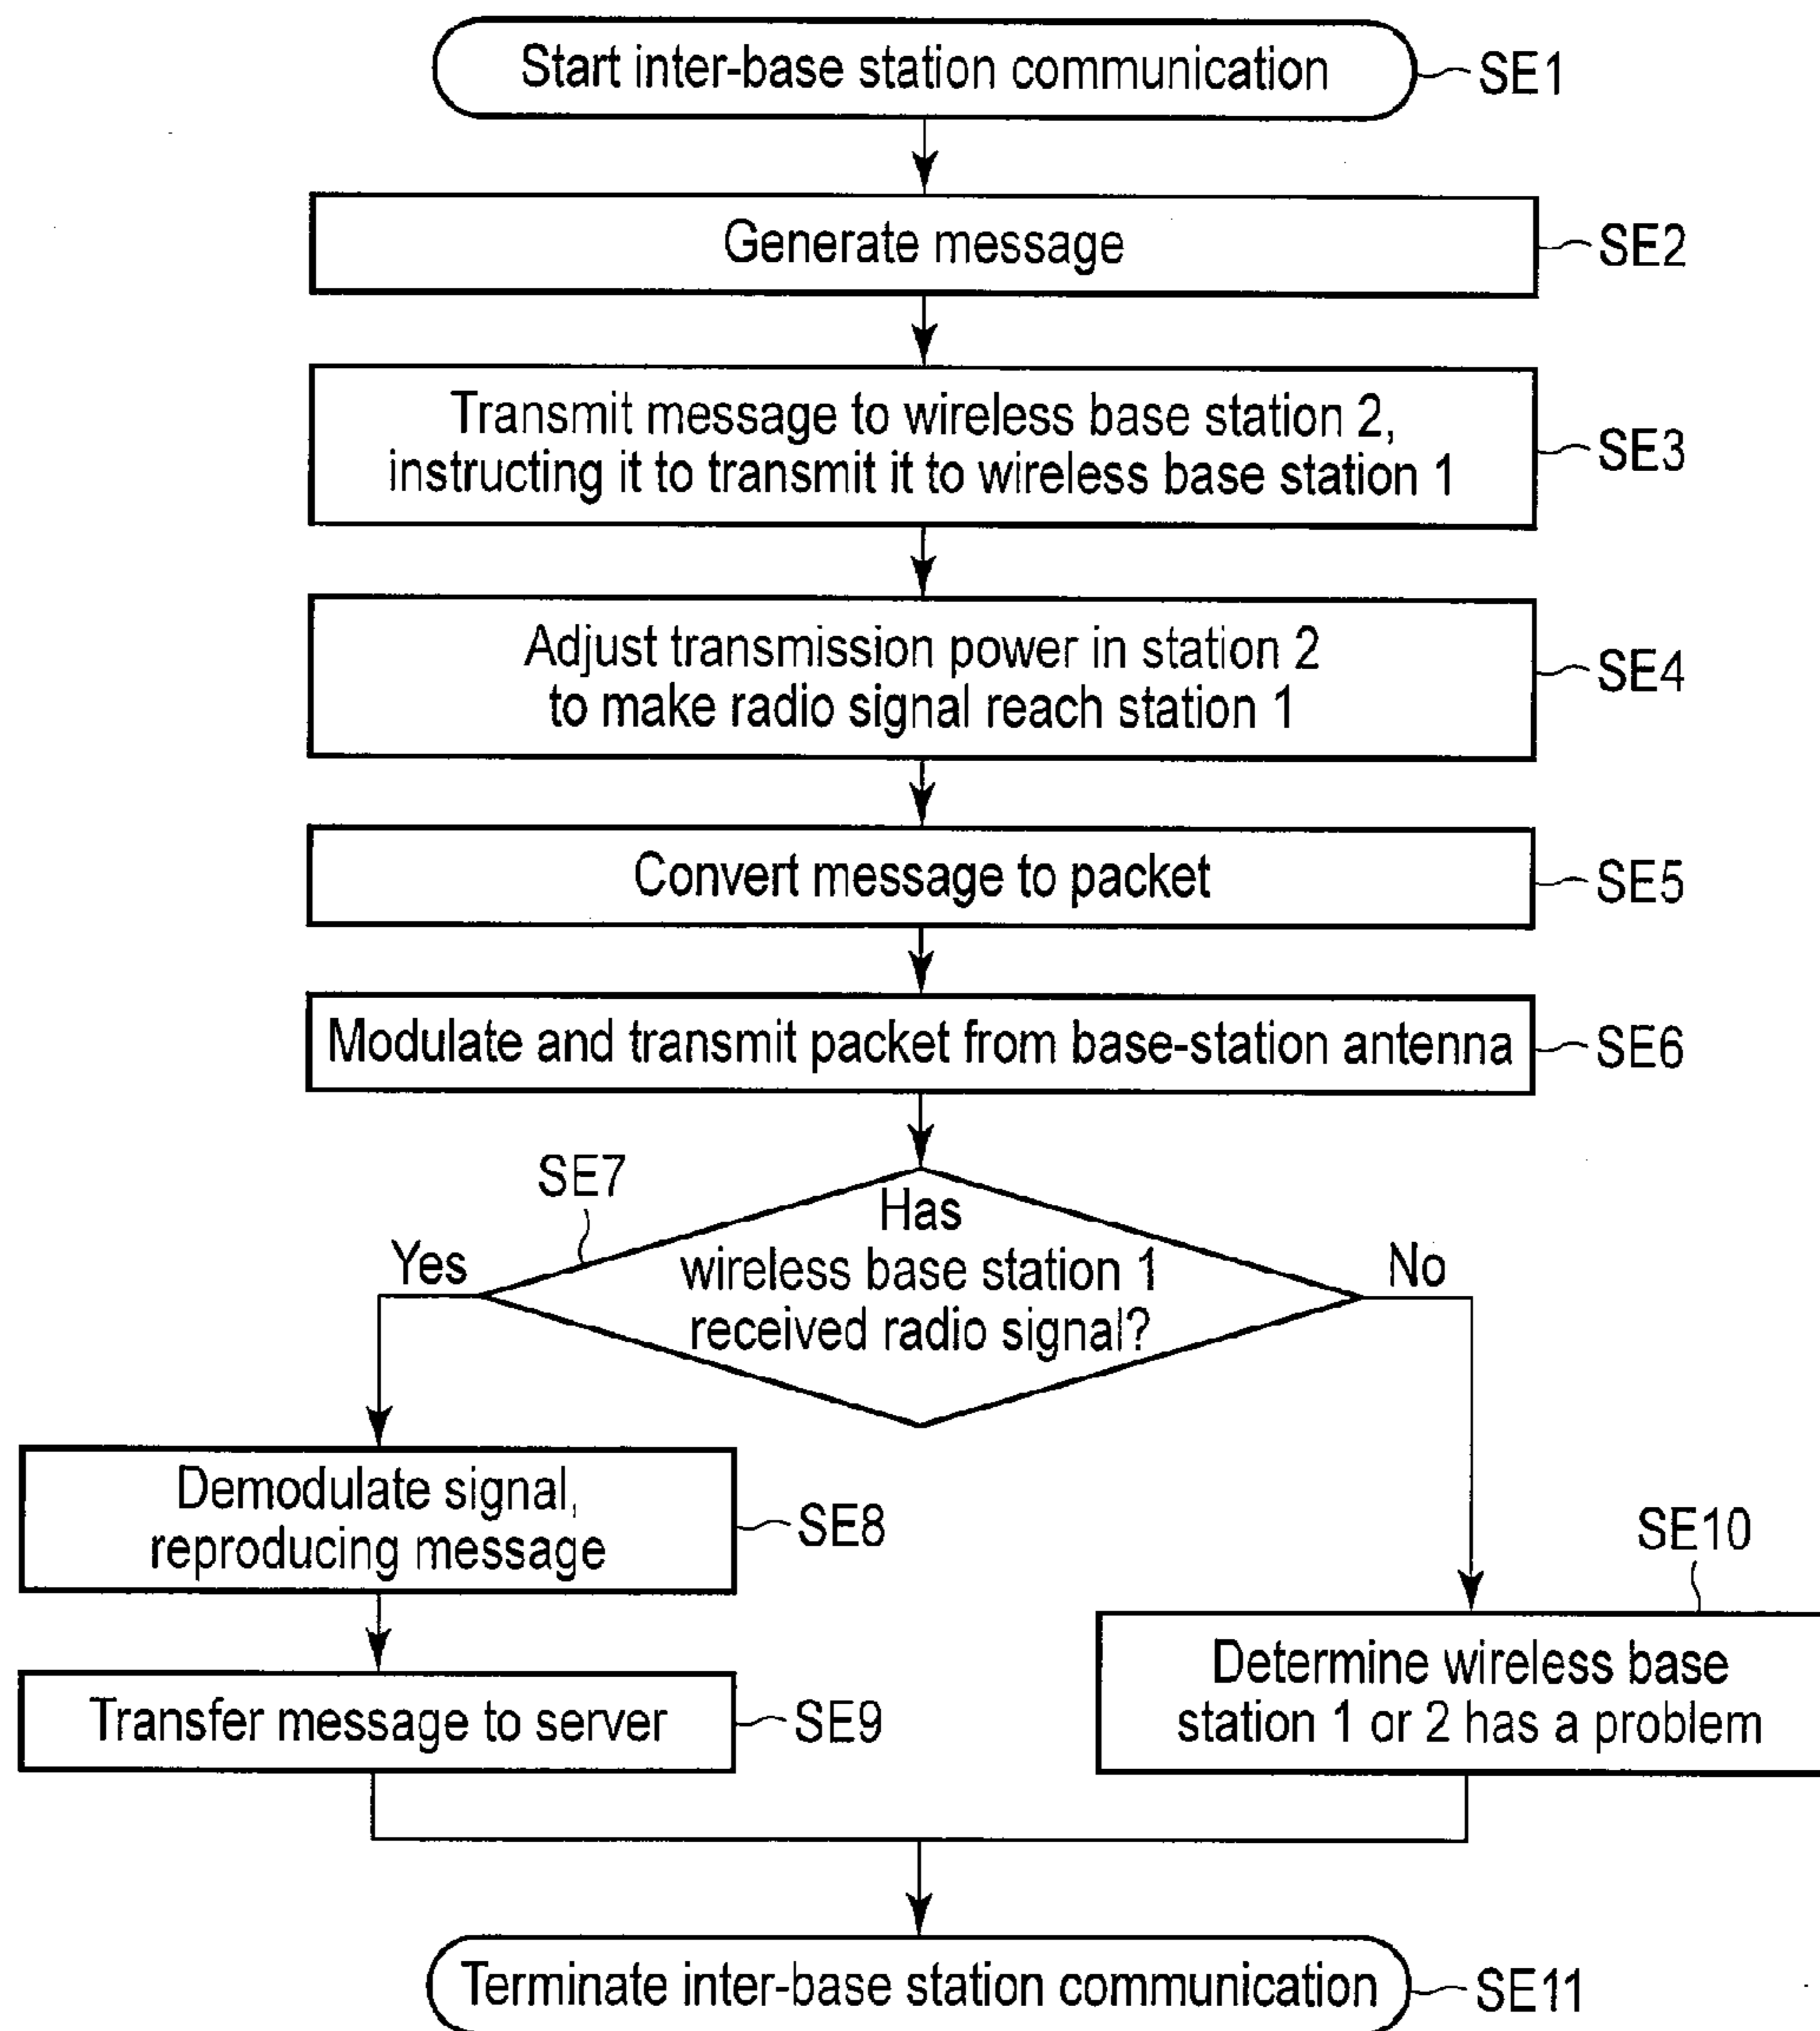 Start inter-base station communication
SE1
Generate message
SE2
Transmit message to wireless base station 2,
instructing it to transmit it to wireless base station 1
SE3
Adjust transmission power in station 2
to make radio signal reach station 1
SE4
Convert message to packet
SE5
Modulate and transmit packet from base-station antenna
SE6
SE7
Has
wireless base station 1
received radio signal?
Yes
No
Demodulate signal,
reproducing message
SE8
Transfer message to server
SE9
SE10
Determine wireless base
station 1 or 2 has a problem
Terminate inter-base station communication
SE11